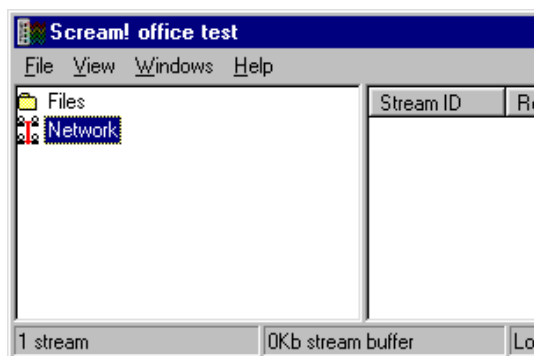 Scream! office test
File View Windows Help
Files
Network
Stream ID
1 stream
0Kb stream buffer